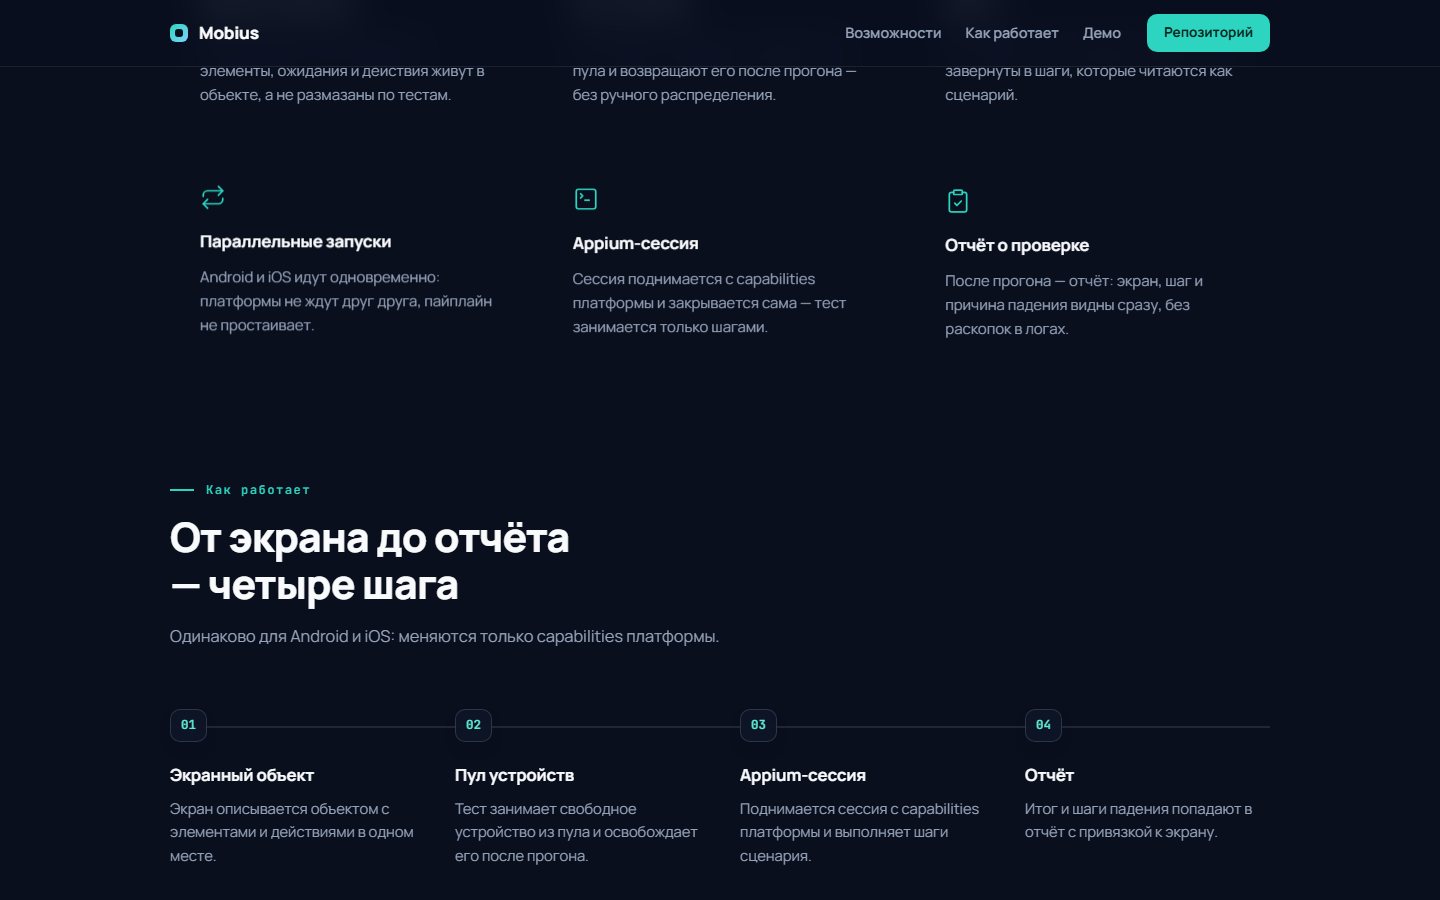 Mobius
Возможности
Как работает
Демо
Репозиторий
элементы, ожидания и действия живут в
объекте, а не размазаны по тестам.
пула и возвращают его после прогона —
без ручного распределения.
завернуты в шаги, которые читаются как
сценарий.
Параллельные запуски
Android и iOS идут одновременно:
платформы не ждут друг друга, пайплайн
не простаивает.
Appium-сессия
Сессия поднимается с capabilities
платформы и закрывается сама — тест
занимается только шагами.
Отчёт о проверке
После прогона — отчёт: экран, шаг и
причина падения видны сразу, без
раскопок в логах.
Как работает
От экрана до отчёта
— четыре шага
Одинаково для Android и iOS: меняются только capabilities платформы.
01
Экранный объект
Экран описывается объектом с
элементами и действиями в одном
месте.
02
Пул устройств
Тест занимает свободное
устройство из пула и освобождает
его после прогона.
03
Appium-сессия
Поднимается сессия с capabilities
платформы и выполняет шаги
сценария.
04
Отчёт
Итог и шаги падения попадают в
отчёт с привязкой к экрану.